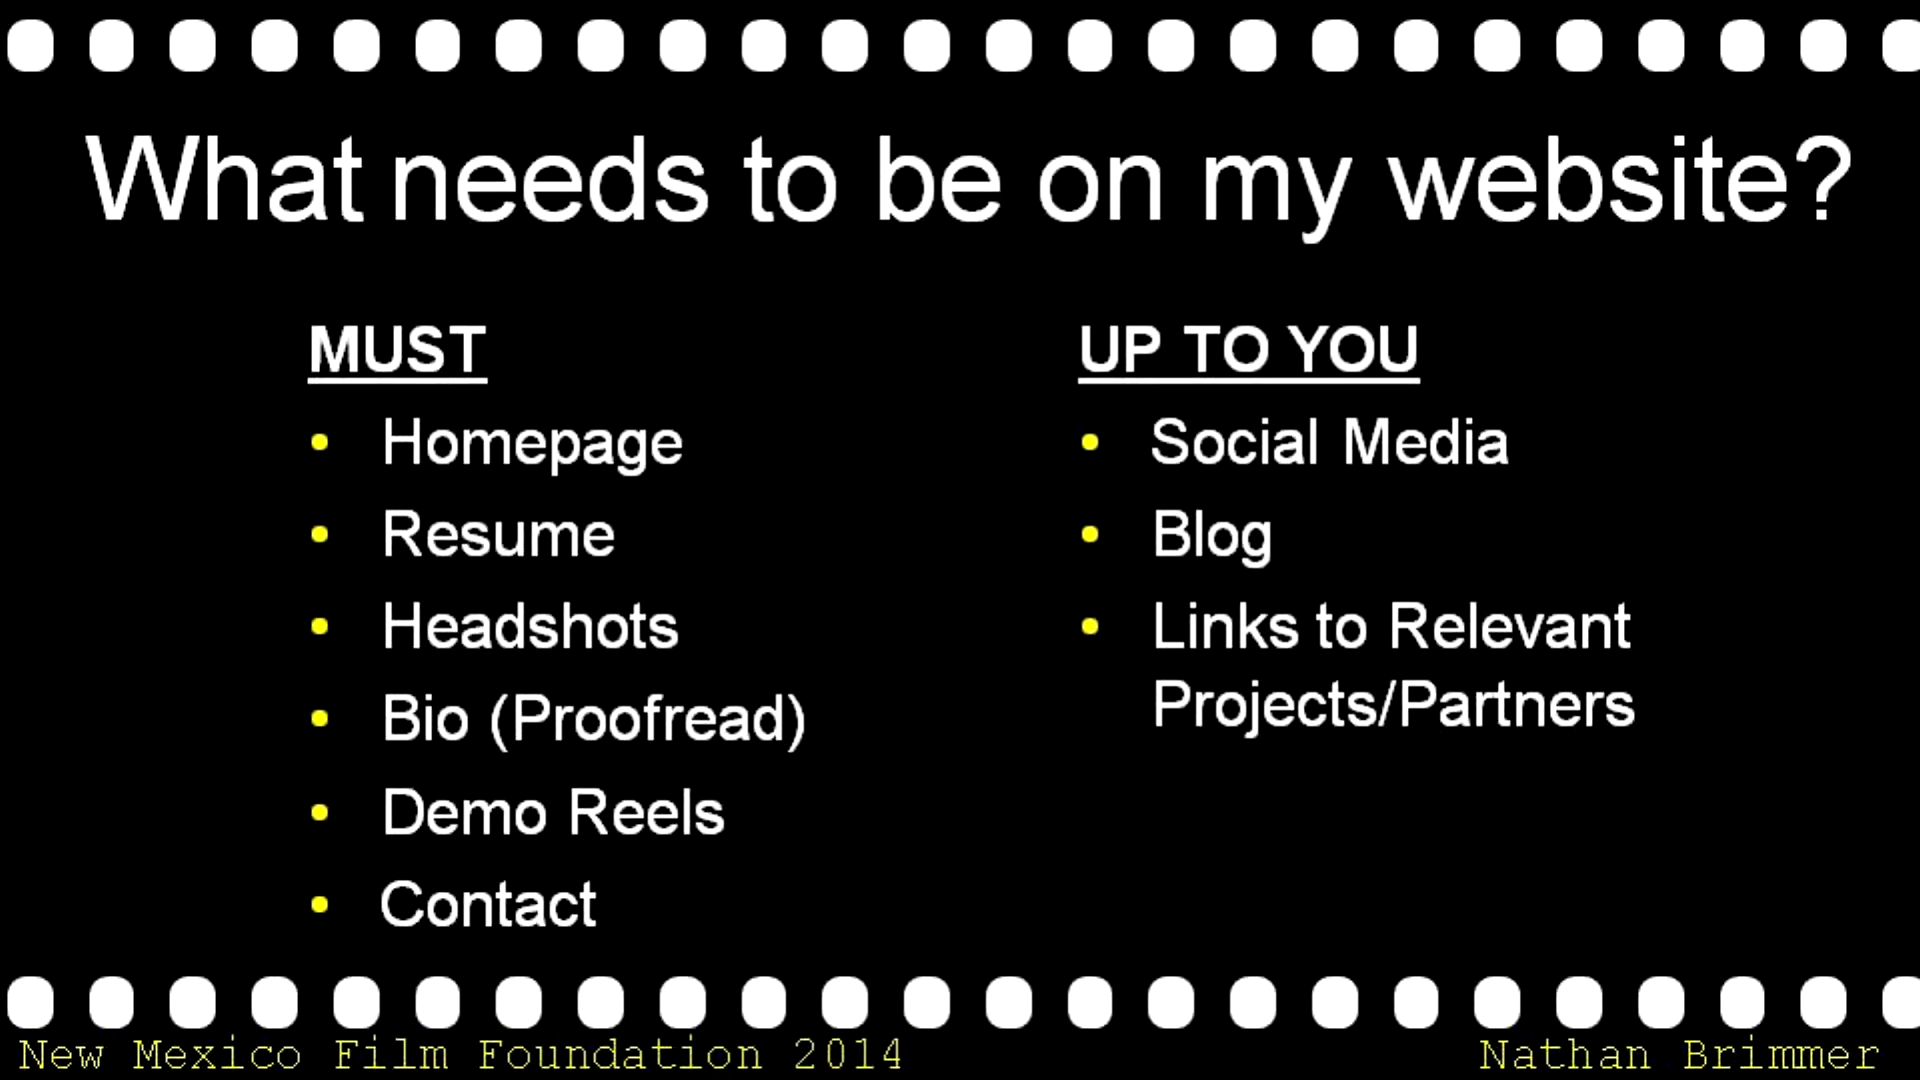 What needs to be on my website?
MUST
• Homepage
• Resume
• Headshots
• Bio (Proofread)
• Demo Reels
• Contact
UP TO YOU
• Social Media
• Blog
• Links to Relevant
Projects/Partners
New Mexico Film Foundation 2014
Nathan Brimmer